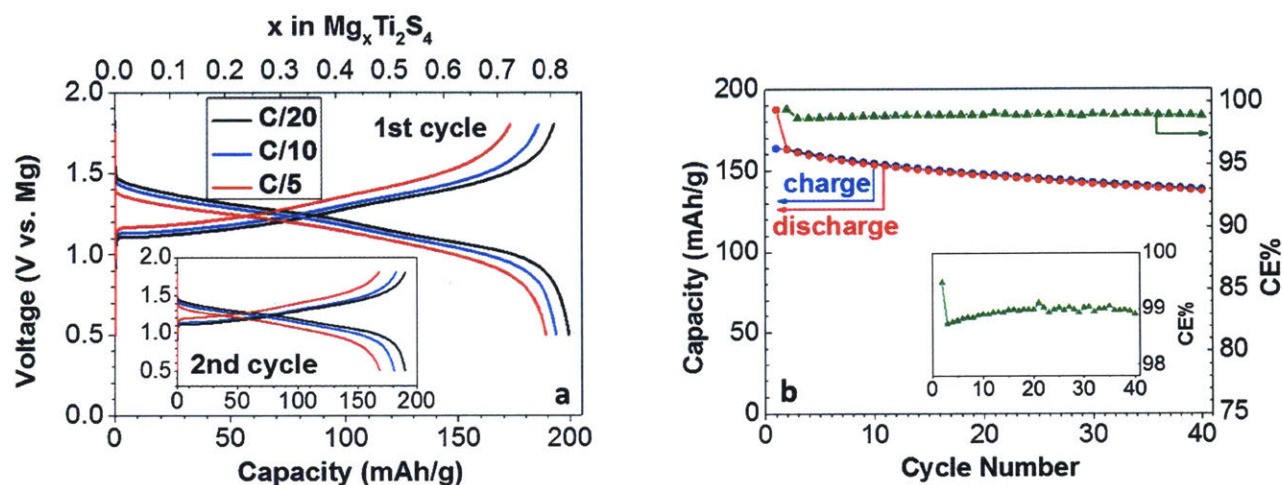 x in MgxTi2S4
0.0 0.1 0.2 0.3 0.4 0.5 0.6 0.7 0.8
2.0
1.5
1.0
0.5
0.0
Voltage (V vs. Mg)
C/20
C/10
C/5
1st cycle
1.8
1.5
1.2
0.9
0.5
2nd cycle
0 50 100 150 200
a
0 50 100 150 200
Capacity (mAh/g)
200
150
100
50
0
Capacity (mAh/g)
charge
discharge
100
95
90
85
80
75
CE%
100
99
98
CE%
0 10 20 30 40
b
0 10 20 30 40
Cycle Number